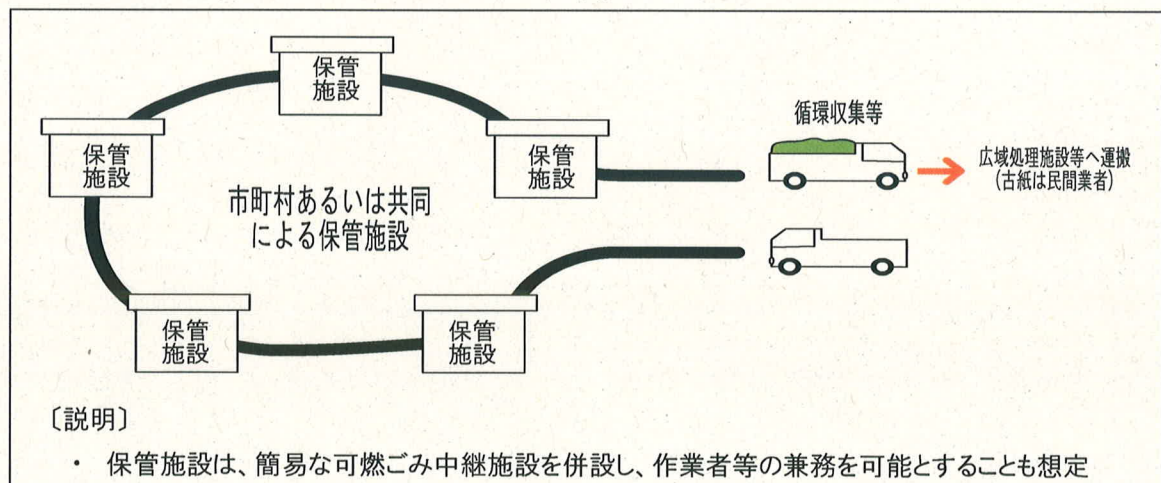 保管
施設
保管
施設
保管
施設
循環収集等
広域処理施設等へ運搬
(古紙は民間業者)
市町村あるいは共同
による保管施設
保管
施設
保管
施設
〔説明〕
・ 保管施設は、簡易な可燃ごみ中継施設を併設し、作業者等の兼務を可能とすることも想定